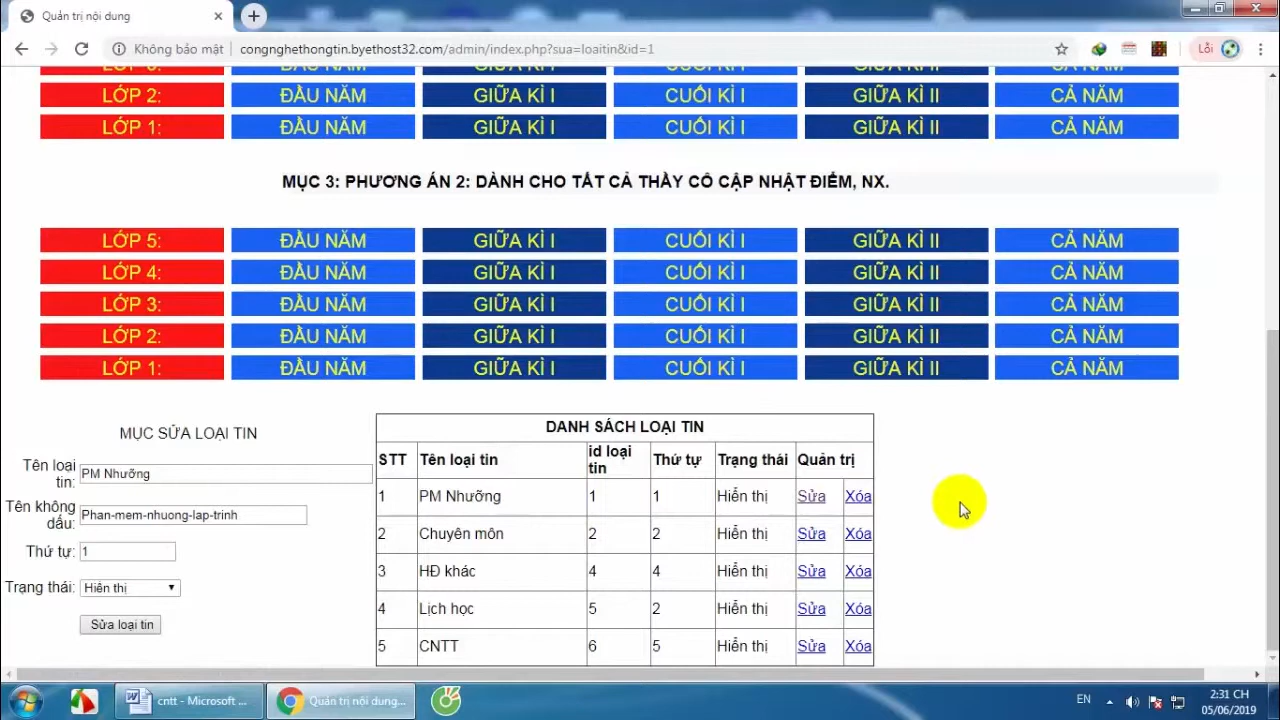 Quản trị nội dung
Không bảo mật
congnghethongtin.byethost32.com/admin/index.php?sua=loaitin&id=1
Lỗi
LỚP 2: ĐẦU NĂM GIỮA KÌ I CUỐI KÌ I GIỮA KÌ II CẢ NĂM
LỚP 1: ĐẦU NĂM GIỮA KÌ I CUỐI KÌ I GIỮA KÌ II CẢ NĂM
MỤC 3: PHƯƠNG ÁN 2: DÀNH CHO TẤT CẢ THẦY CÔ CẬP NHẬT ĐIỂM, NX.
LỚP 5: ĐẦU NĂM GIỮA KÌ I CUỐI KÌ I GIỮA KÌ II CẢ NĂM
LỚP 4: ĐẦU NĂM GIỮA KÌ I CUỐI KÌ I GIỮA KÌ II CẢ NĂM
LỚP 3: ĐẦU NĂM GIỮA KÌ I CUỐI KÌ I GIỮA KÌ II CẢ NĂM
LỚP 2: ĐẦU NĂM GIỮA KÌ I CUỐI KÌ I GIỮA KÌ II CẢ NĂM
LỚP 1: ĐẦU NĂM GIỮA KÌ I CUỐI KÌ I GIỮA KÌ II CẢ NĂM
MỤC SỬA LOẠI TIN
Tên loại
tin: PM Nhưỡng
Tên không
dấu: Phan-mem-nhuong-lap-trinh
Thứ tự: 1
Trạng thái: Hiển thị
Sửa loại tin
DANH SÁCH LOẠI TIN
STT Tên loại tin id loại tin Thứ tự Trạng thái Quản trị
1 PM Nhưỡng 1 1 Hiển thị Sửa Xóa
2 Chuyên môn 2 2 Hiển thị Sửa Xóa
3 HĐ khác 4 4 Hiển thị Sửa Xóa
4 Lịch học 5 2 Hiển thị Sửa Xóa
5 CNTT 6 5 Hiển thị Sửa Xóa
cntt - Microsoft ...
Quản trị nội dung...
EN
2:31 CH
05/06/2019